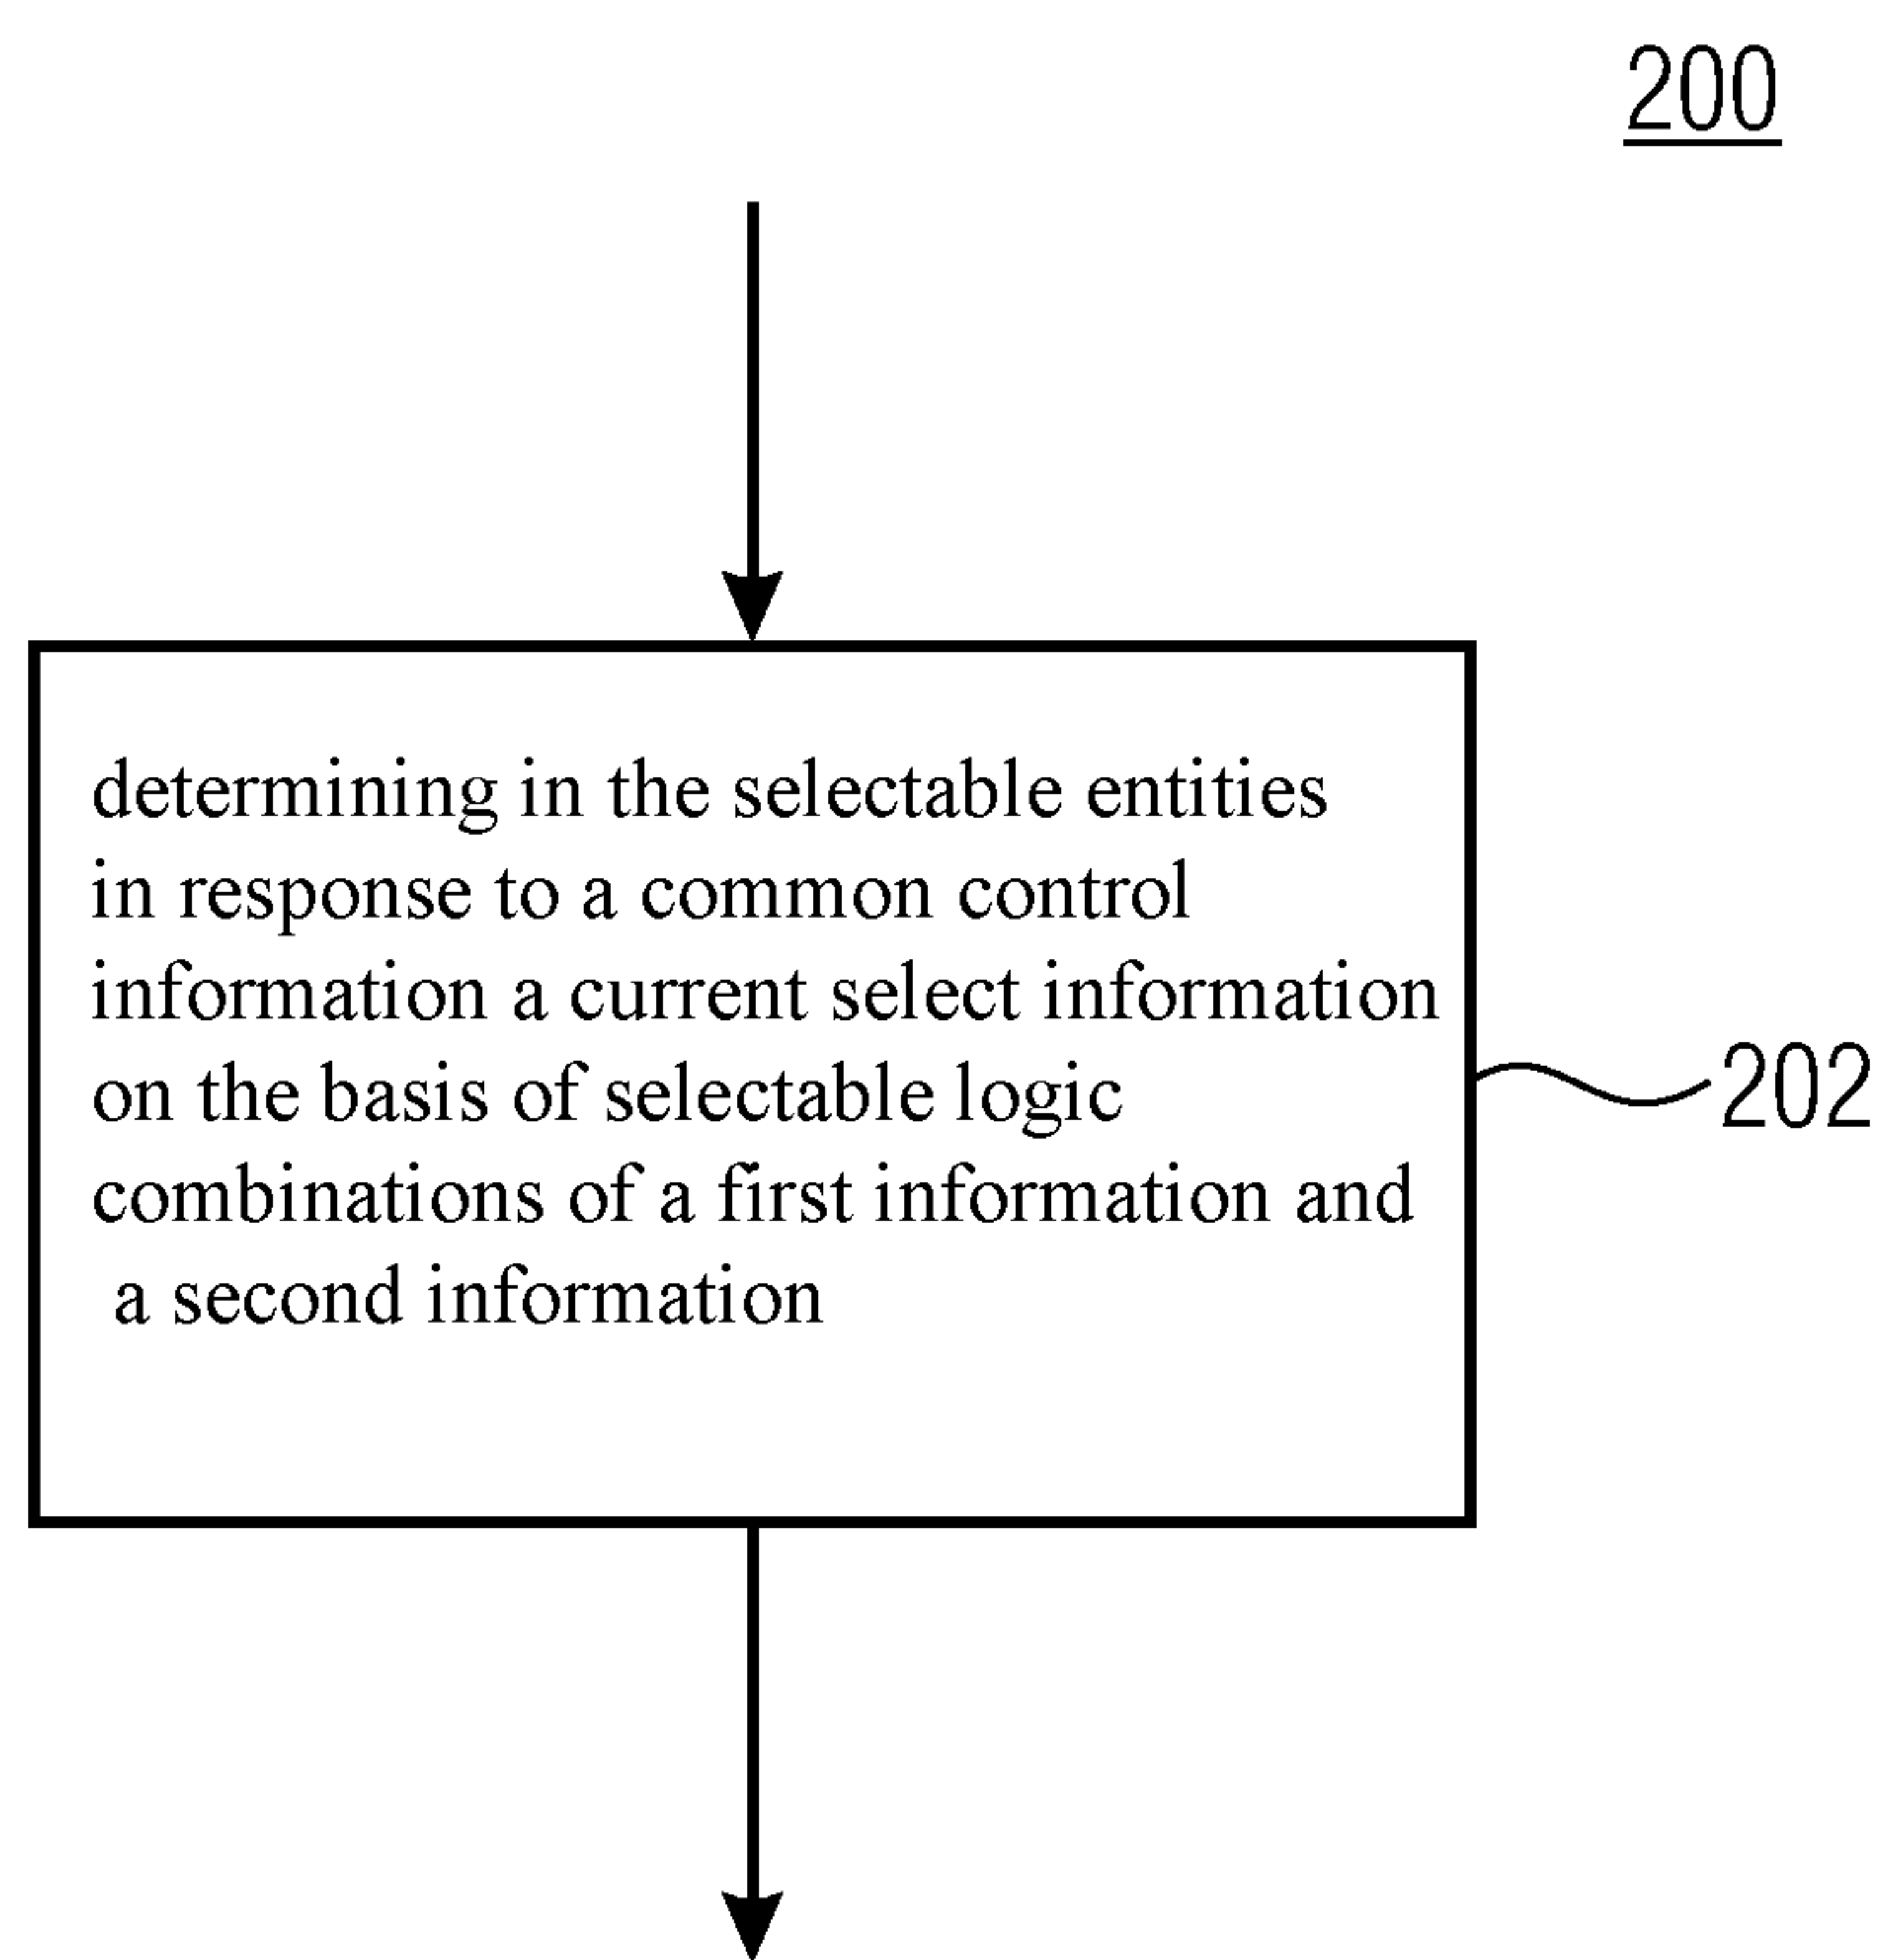 200
determining in the selectable entities
in response to a common control
information a current select information
on the basis of selectable logic
combinations of a first information and
a second information
202